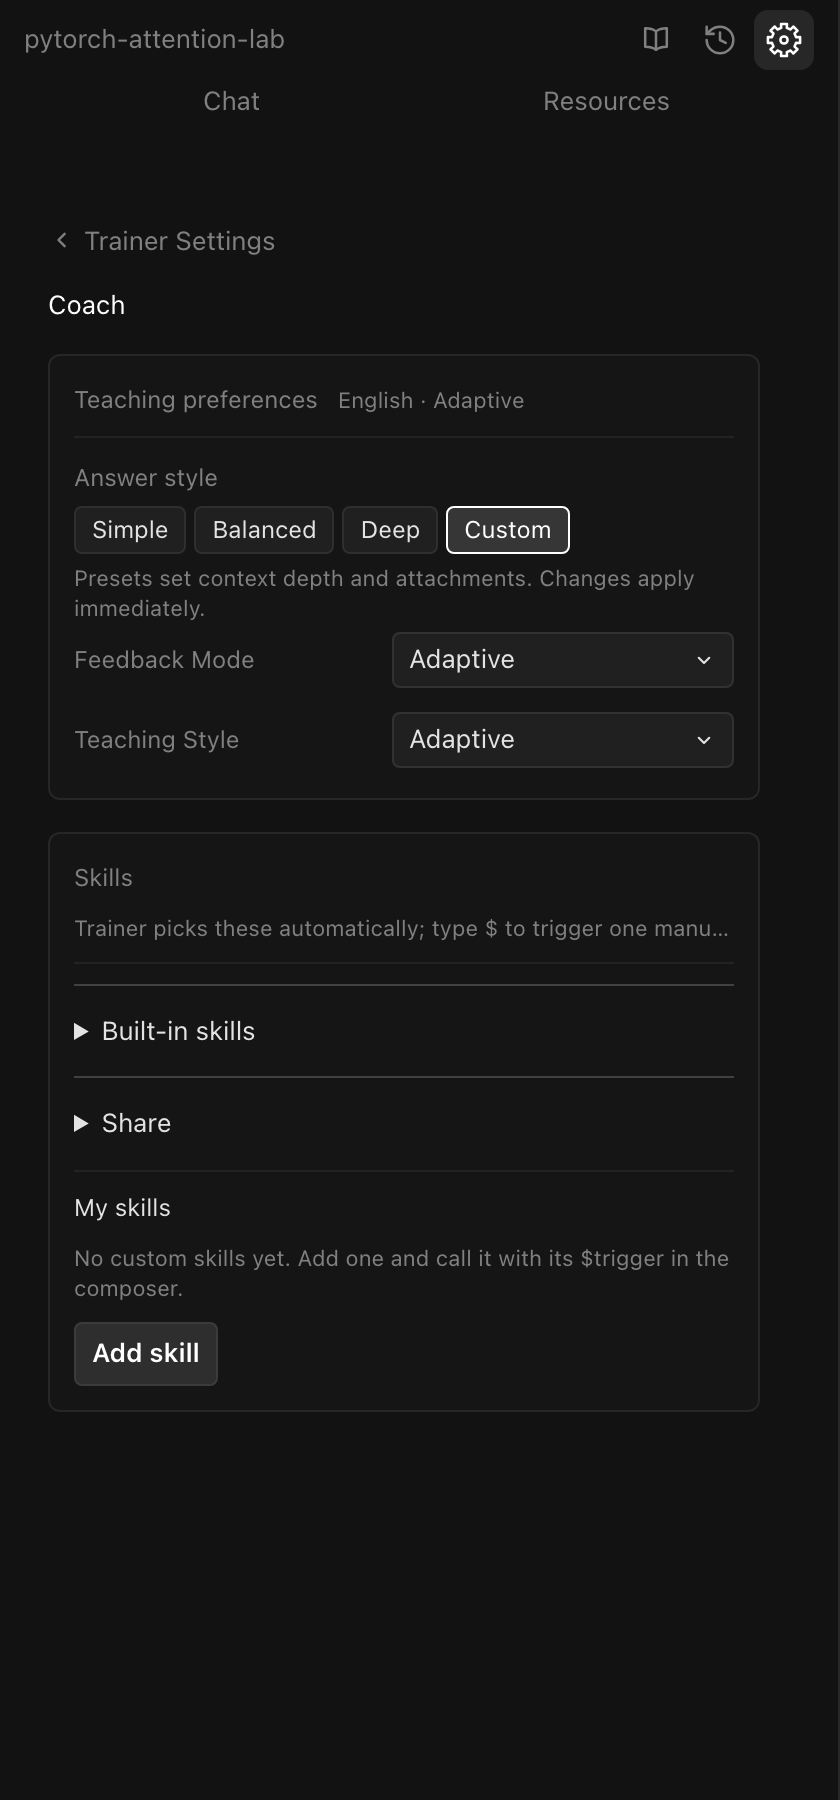 pytorch-attention-lab
Chat
Resources
Trainer Settings
Coach
Teaching preferences English · Adaptive
Answer style
Simple
Balanced
Deep
Custom
Presets set context depth and attachments. Changes apply
immediately.
Feedback Mode
Adaptive
Teaching Style
Adaptive
Skills
Trainer picks these automatically; type $ to trigger one manu...
Built-in skills
Share
My skills
No custom skills yet. Add one and call it with its $trigger in the
composer.
Add skill